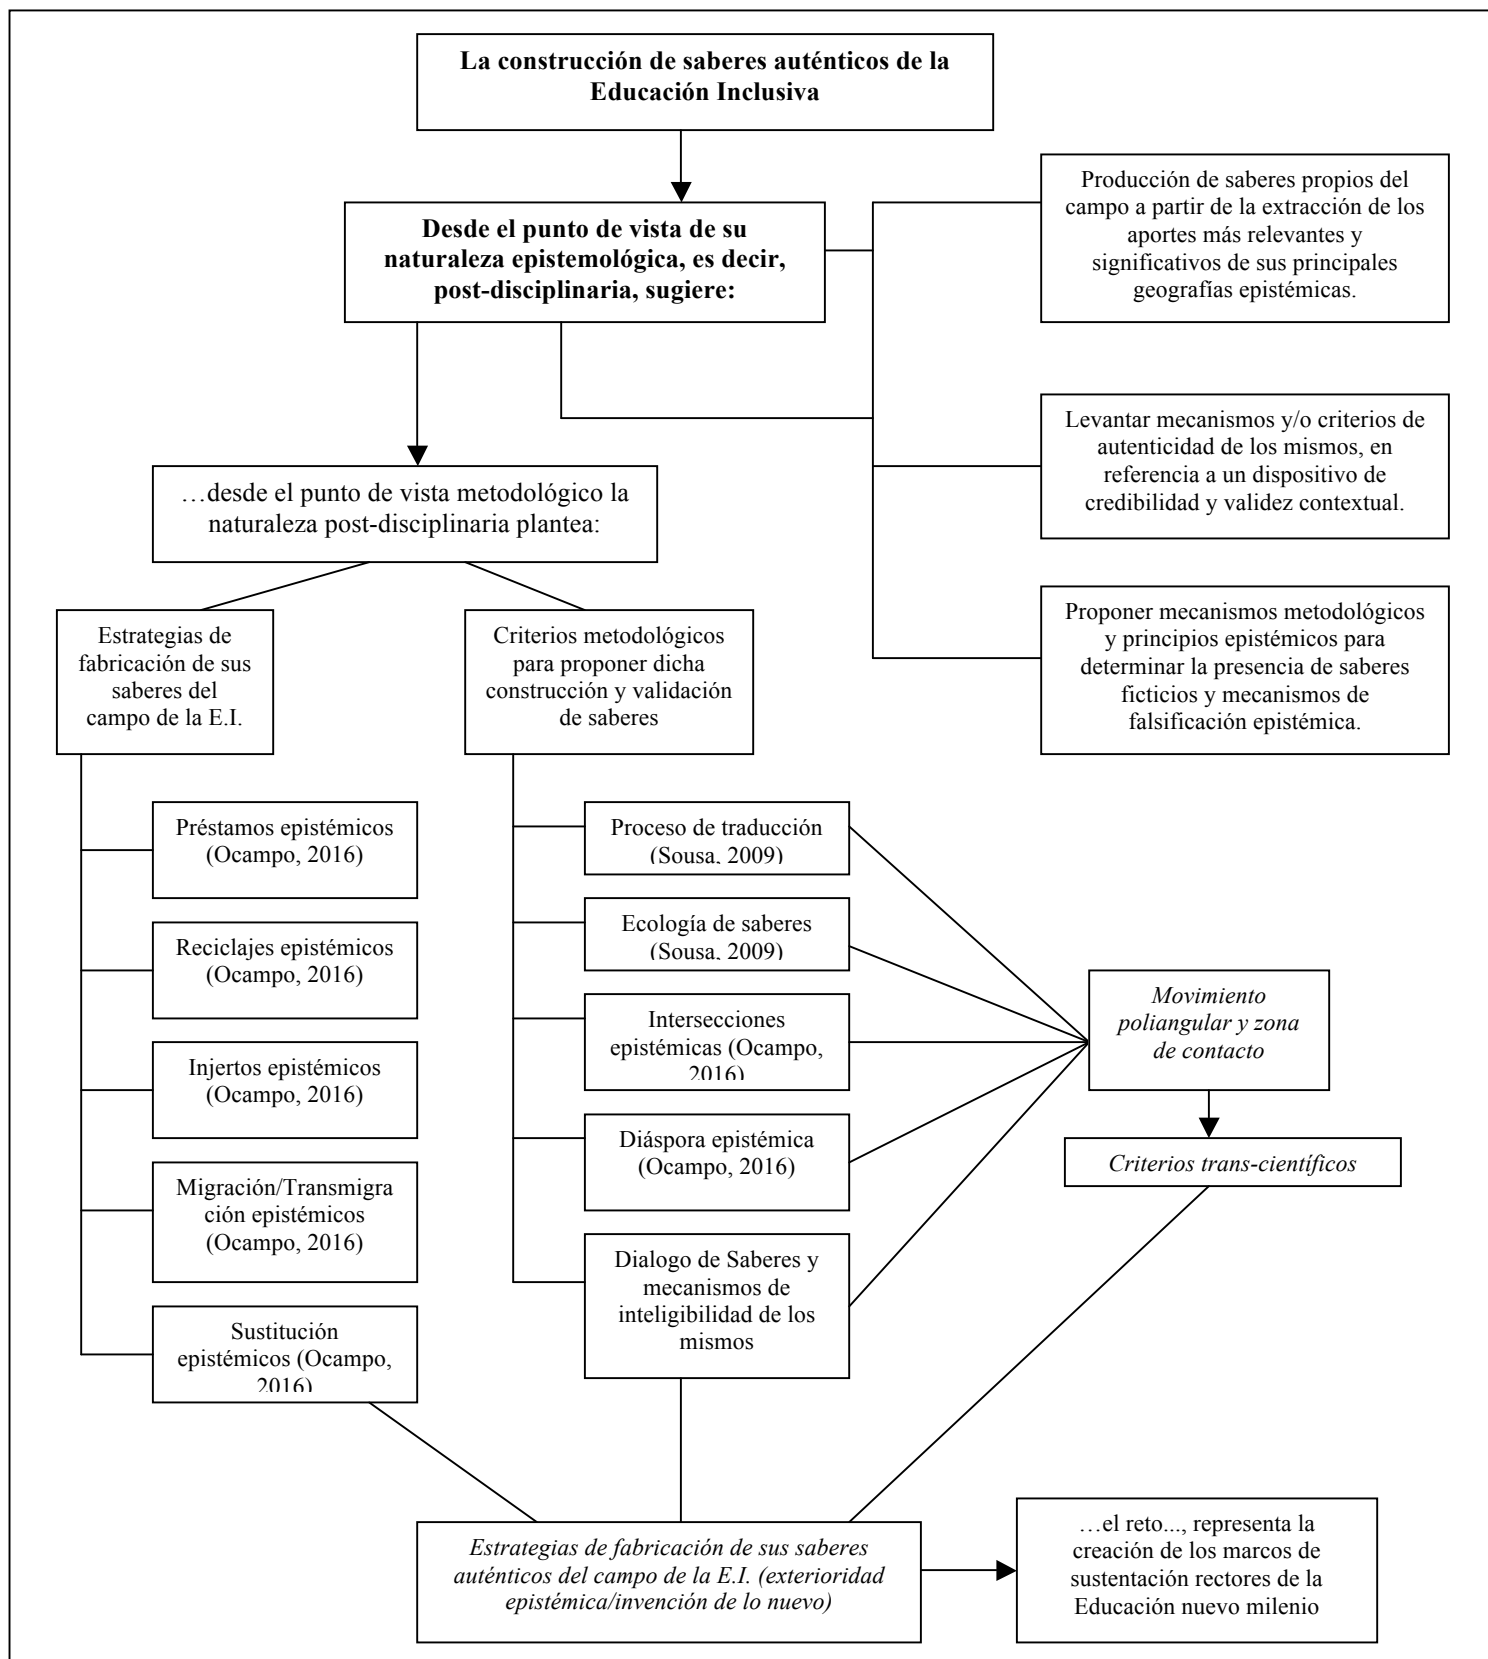 La construcción de saberes auténticos de la
Educación Inclusiva
Desde el punto de vista de su
naturaleza epistemológica, es decir,
post-disciplinaria, sugiere:
Producción de saberes propios del
campo a partir de la extracción de los
aportes más relevantes y
significativos de sus principales
geografías epistémicas.
Levantar mecanismos y/o criterios de
autenticidad de los mismos, en
referencia a un dispositivo de
credibilidad y validez contextual.
Proponer mecanismos metodológicos
y principios epistémicos para
determinar la presencia de saberes
ficticios y mecanismos de
falsificación epistémica.
…desde el punto de vista metodológico la
naturaleza post-disciplinaria plantea:
Estrategias de
fabricación de sus
saberes del
campo de la E.I.
Criterios metodológicos
para proponer dicha
construcción y validación
de saberes
Préstamos epistémicos
(Ocampo, 2016)
Reciclajes epistémicos
(Ocampo, 2016)
Injertos epistémicos
(Ocampo, 2016)
Migración/Transmigra
ción epistémicos
(Ocampo, 2016)
Sustitución
epistémicos (Ocampo,
2016)
Proceso de traducción
(Sousa, 2009)
Ecología de saberes
(Sousa, 2009)
Intersecciones
epistémicas (Ocampo,
2016)
Diáspora epistémica
(Ocampo, 2016)
Dialogo de Saberes y
mecanismos de
inteligibilidad de los
mismos
Movimiento
poliangular y zona
de contacto
Criterios trans-científicos
Estrategias de fabricación de sus saberes
auténticos del campo de la E.I. (exterioridad
epistémica/invención de lo nuevo)
…el reto..., representa la
creación de los marcos de
sustentación rectores de la
Educación nuevo milenio